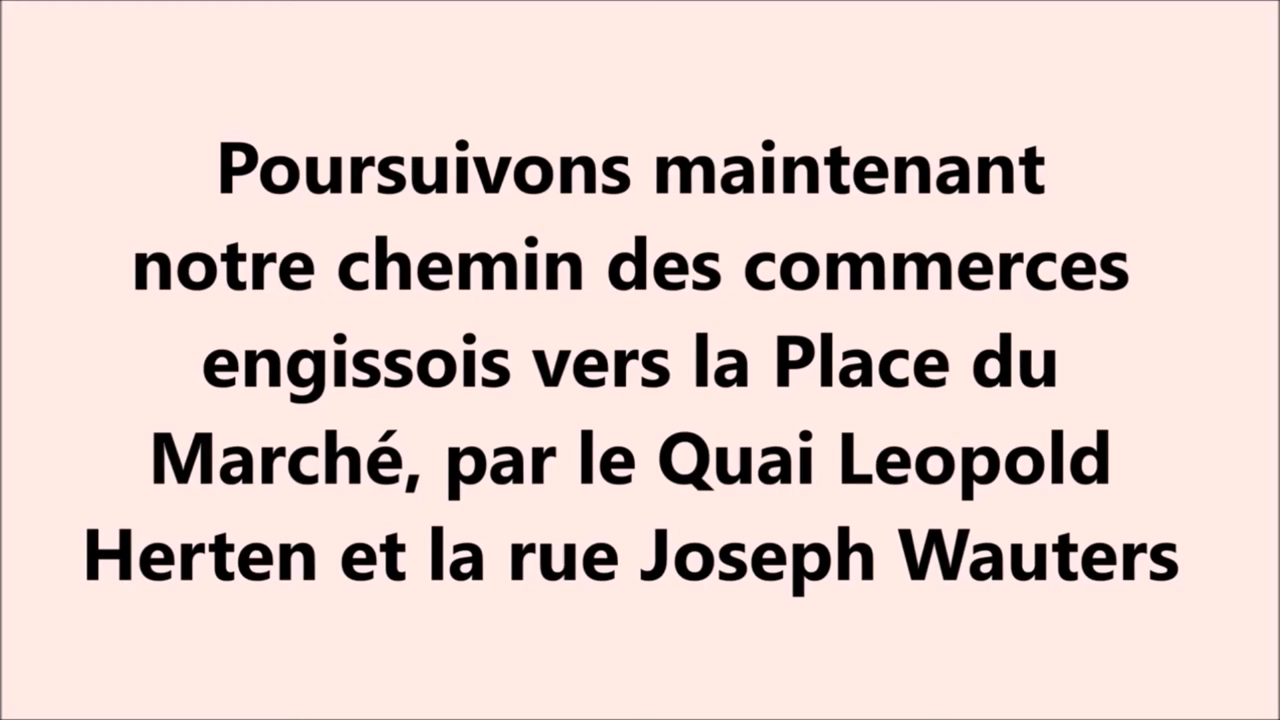 Poursuivons maintenant
notre chemin des commerces
engissois vers la Place du
Marché, par le Quai Leopold
Herten et la rue Joseph Wauters